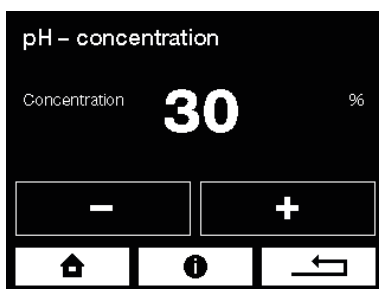 pH – concentration
Concentration 30 %
– +